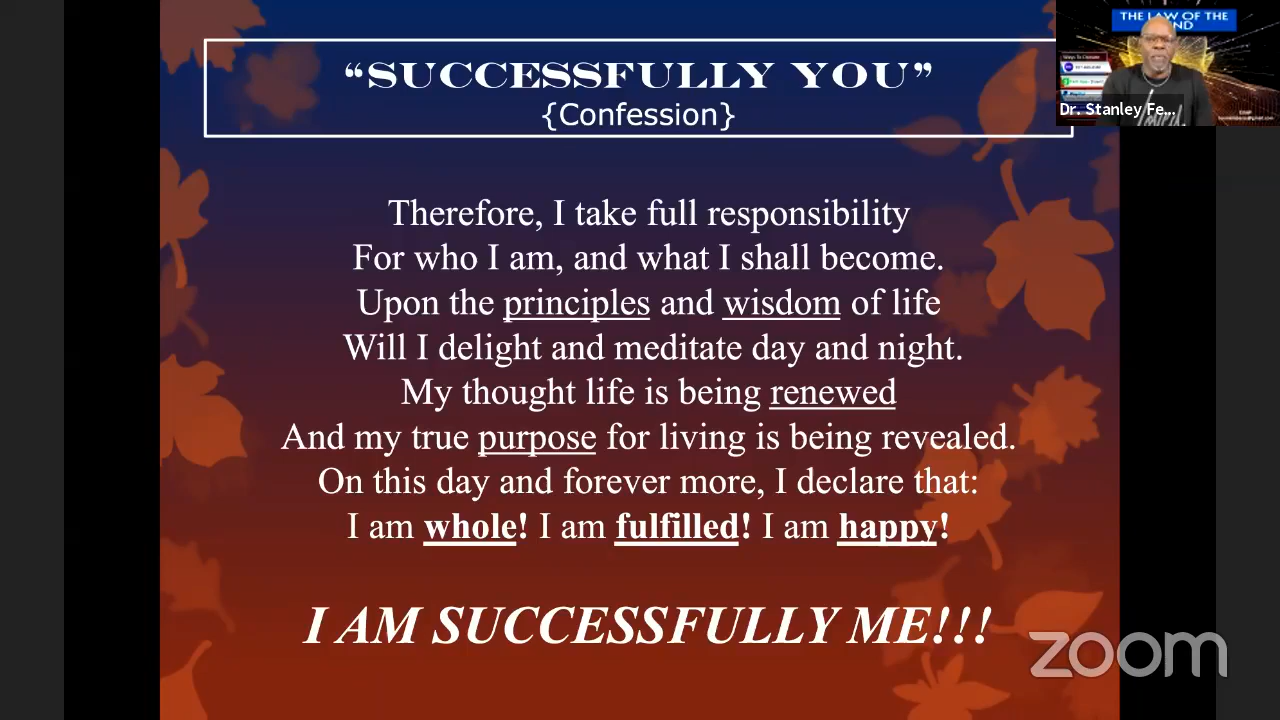 “SUCCESSFULLY YOU”
{Confession}
Therefore, I take full responsibility
For who I am, and what I shall become.
Upon the principles and wisdom of life
Will I delight and meditate day and night.
My thought life is being renewed
And my true purpose for living is being revealed.
On this day and forever more, I declare that:
I am whole! I am fulfilled! I am happy!
I AM SUCCESSFULLY ME!!!
THE LAW OF THE
Dr. Stanley Fe...
zoom